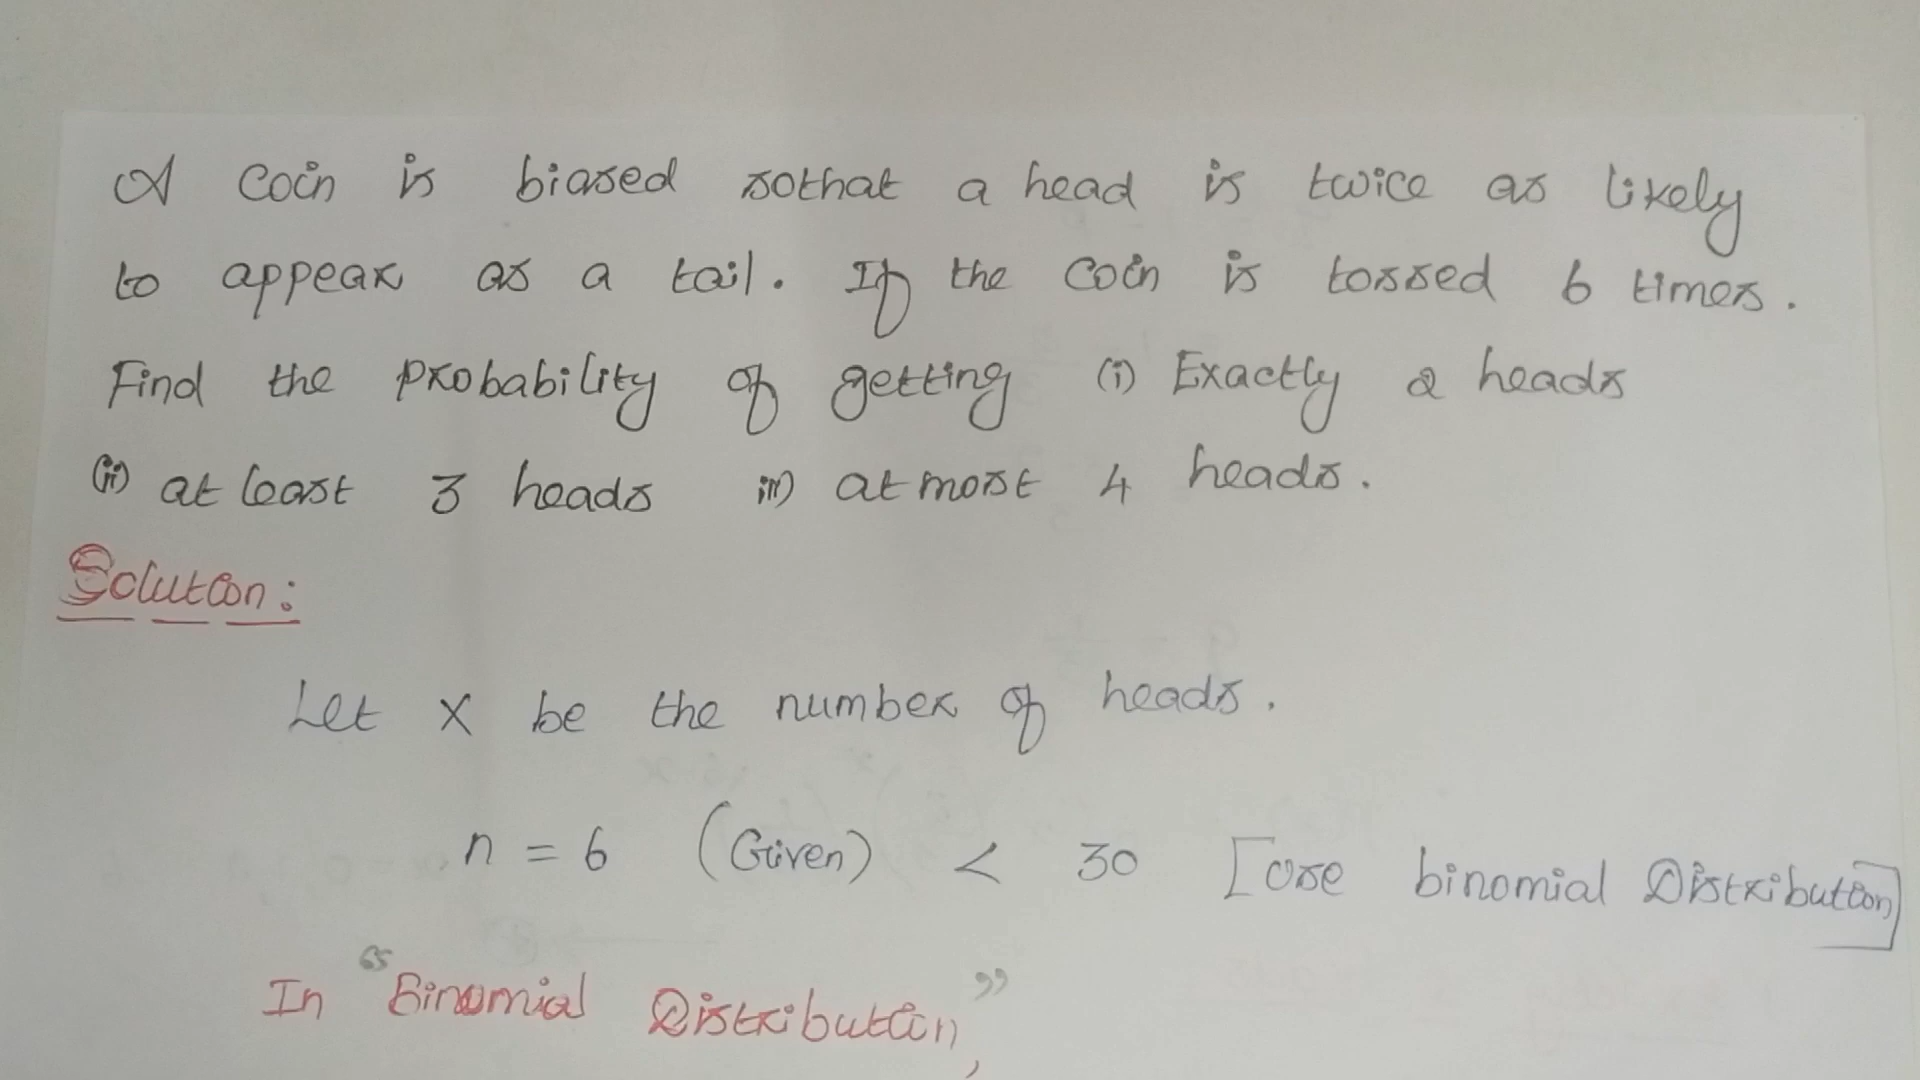 A coin is biased sothat a head is twice as likely
to appear as a tail. If the coin is tossed 6 times.
Find the probability of getting (i) Exactly 2 heads
(ii) at least 3 heads iii) at most 4 heads.
Solution:
Let X be the number of heads.
n = 6 (Given) < 30 [Use binomial Distribution]
In "Binomial Distribution,"